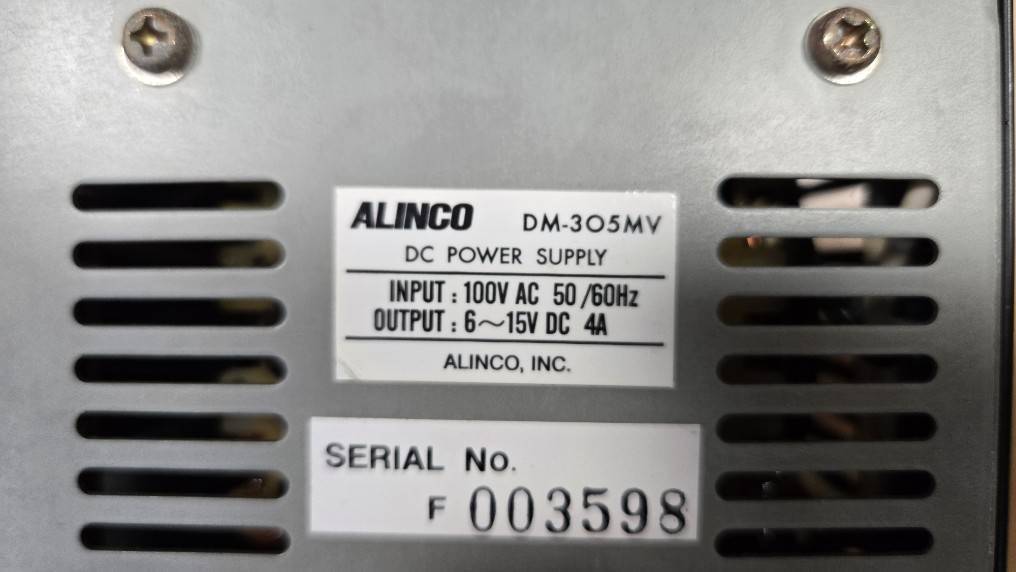 ALINCO DM-305MV
DC POWER SUPPLY
INPUT : 100V AC 50/60Hz
OUTPUT : 6～15V DC 4A
ALINCO, INC.
SERIAL No.
F 003598